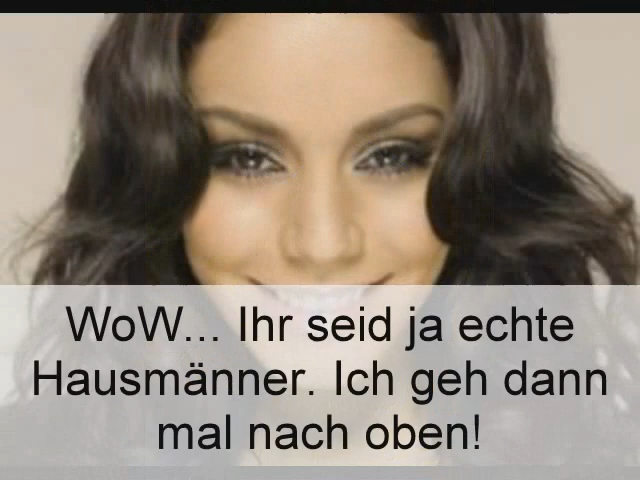 WoW... Ihr seid ja echte
Hausmänner. Ich geh dann
mal nach oben!